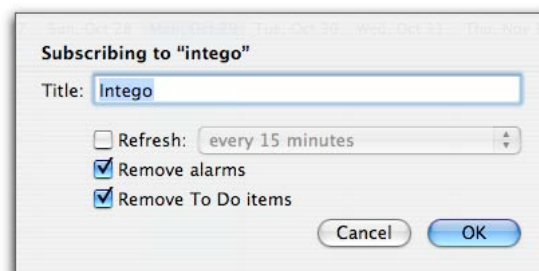 Sun, Oct 28 Mon, Oct 29 Tue, Oct 30 Wed, Oct 31 Thu, Nov
Subscribing to “intego”
Title: Intego
Refresh: every 15 minutes
Remove alarms
Remove To Do items
Cancel OK